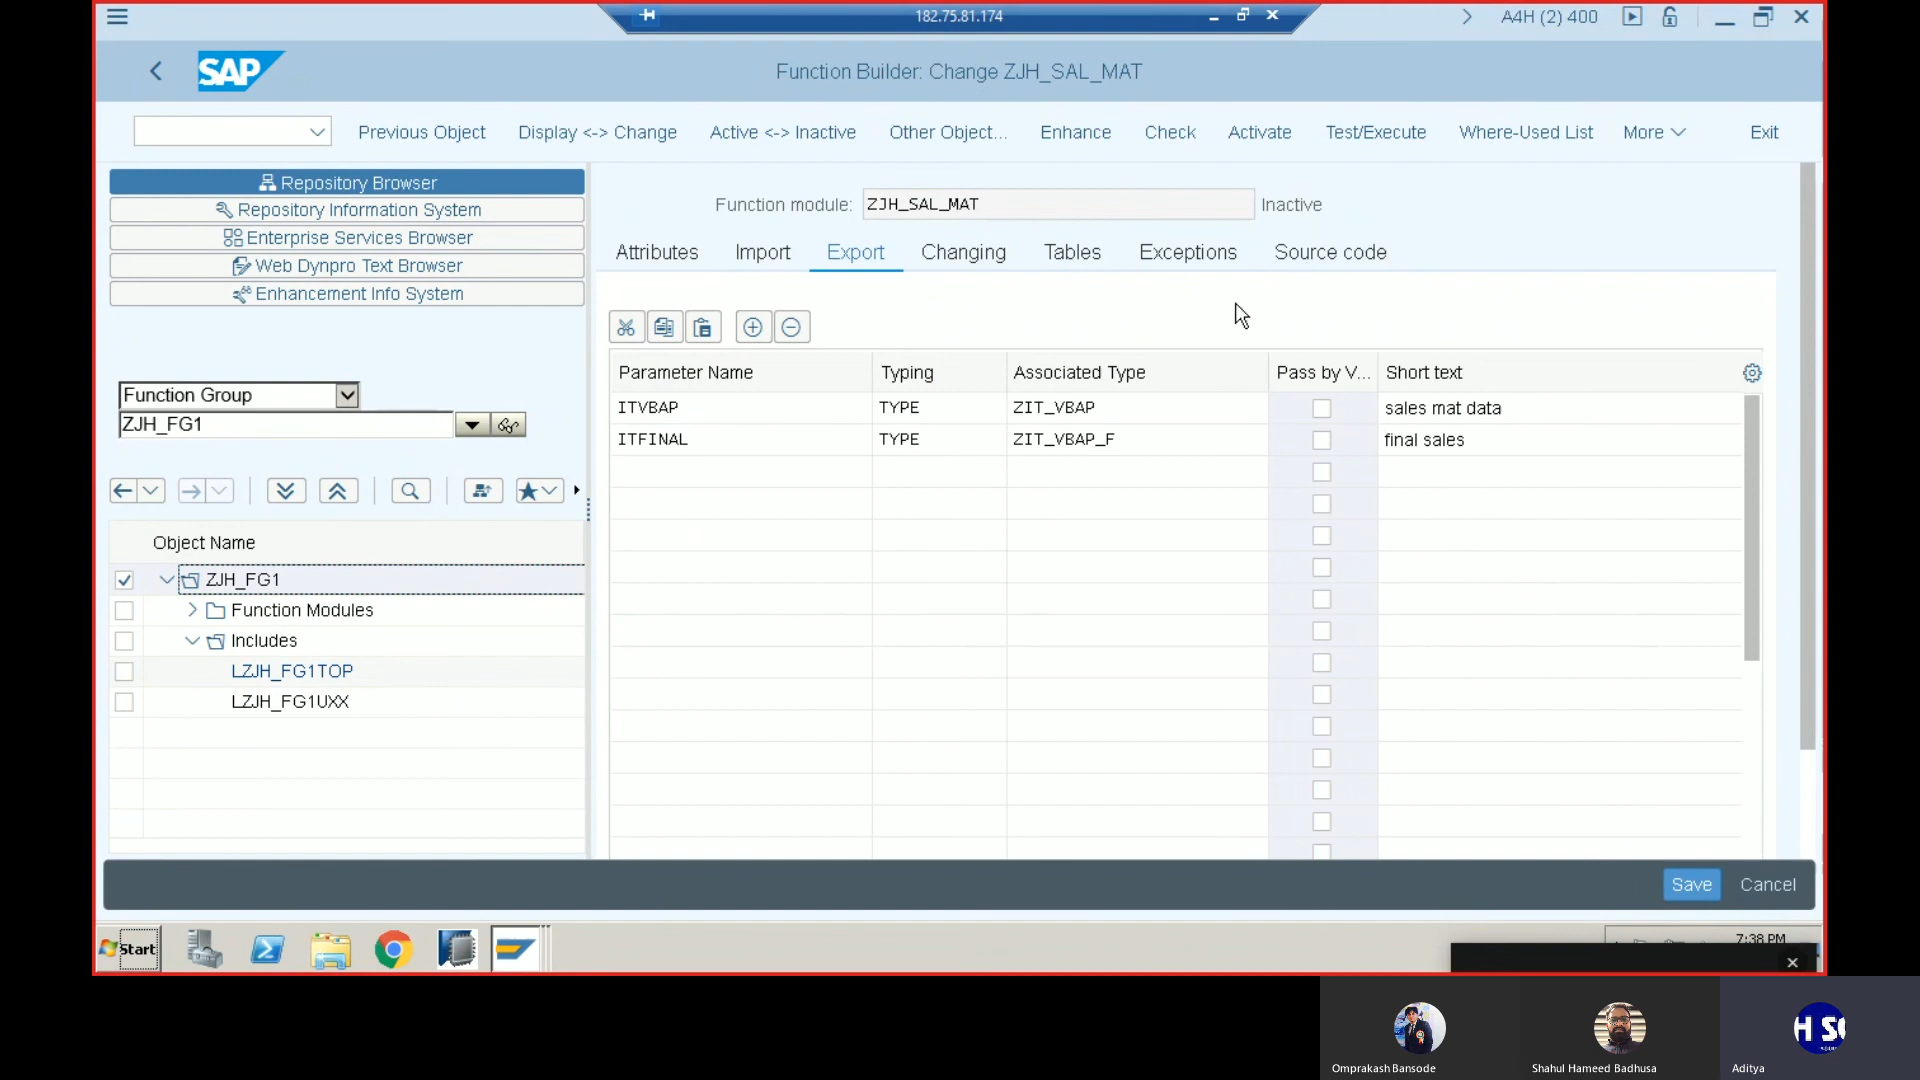 182.75.81.174
A4H (2) 400
SAP
Function Builder: Change ZJH_SAL_MAT
Previous Object
Display <-> Change
Active <-> Inactive
Other Object...
Enhance
Check
Activate
Test/Execute
Where-Used List
More
Exit
Repository Browser
Repository Information System
Enterprise Services Browser
Web Dynpro Text Browser
Enhancement Info System
Function Group
ZJH_FG1
Object Name
ZJH_FG1
Function Modules
Includes
LZJH_FG1TOP
LZJH_FG1UXX
Function module: ZJH_SAL_MAT Inactive
Attributes Import Export Changing Tables Exceptions Source code
Parameter Name Typing Associated Type Pass by V... Short text
ITVBAP TYPE ZIT_VBAP sales mat data
ITFINAL TYPE ZIT_VBAP_F final sales
Save Cancel
Start
7:38 PM
Omprakash Bansode
Shahul Hameed Badhusa
Aditya